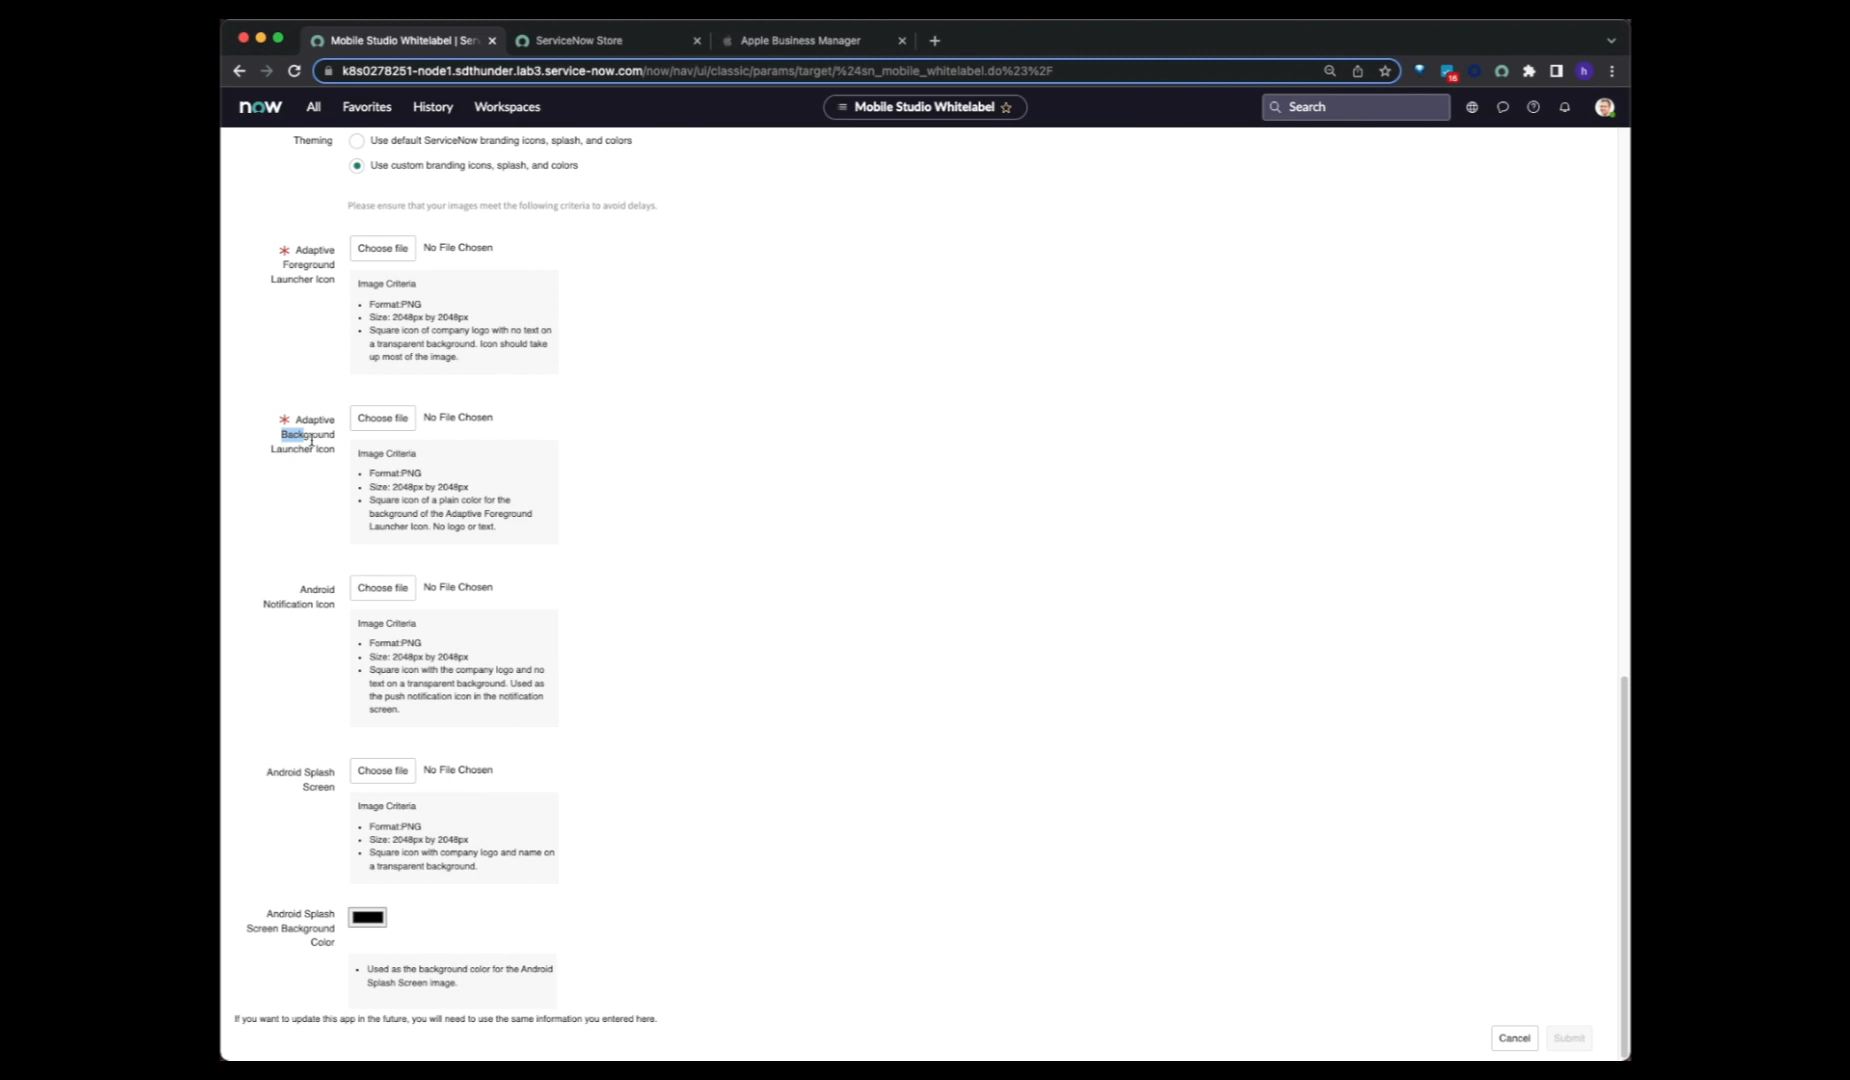 Mobile Studio Whitelabel | Ser
ServiceNow Store
Apple Business Manager
k8s0278251-node1.sdthunder.lab3.service-now.com/now/nav/ui/classic/params/target/%24sn_mobile_whitelabel.do%23%2F
16
h
now
All
Favorites
History
Workspaces
Mobile Studio Whitelabel
Search
Theming
Use default ServiceNow branding icons, splash, and colors
Use custom branding icons, splash, and colors
Please ensure that your images meet the following criteria to avoid delays.
* Adaptive
Foreground
Launcher Icon
Choose file
No File Chosen
Image Criteria
• Format:PNG
• Size: 2048px by 2048px
• Square icon of company logo with no text on
a transparent background. Icon should take
up most of the image.
* Adaptive
Background
Launcher Icon
Choose file
No File Chosen
Image Criteria
• Format:PNG
• Size: 2048px by 2048px
• Square icon of a plain color for the
background of the Adaptive Foreground
Launcher Icon. No logo or text.
Android
Notification Icon
Choose file
No File Chosen
Image Criteria
• Format:PNG
• Size: 2048px by 2048px
• Square icon with the company logo and no
text on a transparent background. Used as
the push notification icon in the notification
screen.
Android Splash
Screen
Choose file
No File Chosen
Image Criteria
• Format:PNG
• Size: 2048px by 2048px
• Square icon with company logo and name on
a transparent background.
Android Splash
Screen Background
Color
• Used as the background color for the Android
Splash Screen image.
If you want to update this app in the future, you will need to use the same information you entered here.
Cancel
Submit